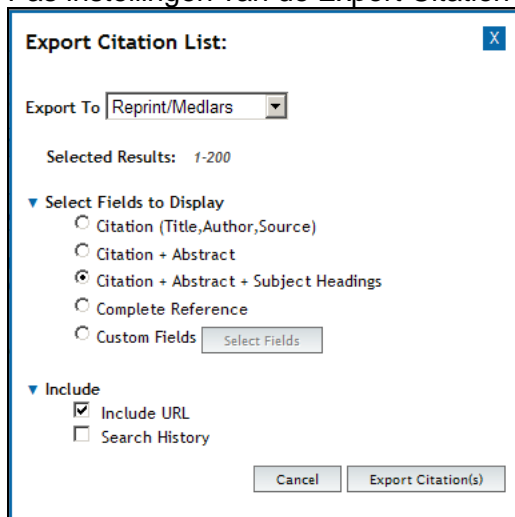 Export Citation List:
X
Export To Reprint/Medlars
Selected Results: 1-200
Select Fields to Display
Citation (Title,Author,Source)
Citation + Abstract
Citation + Abstract + Subject Headings
Complete Reference
Custom Fields Select Fields
Include
Include URL
Search History
Cancel Export Citation(s)